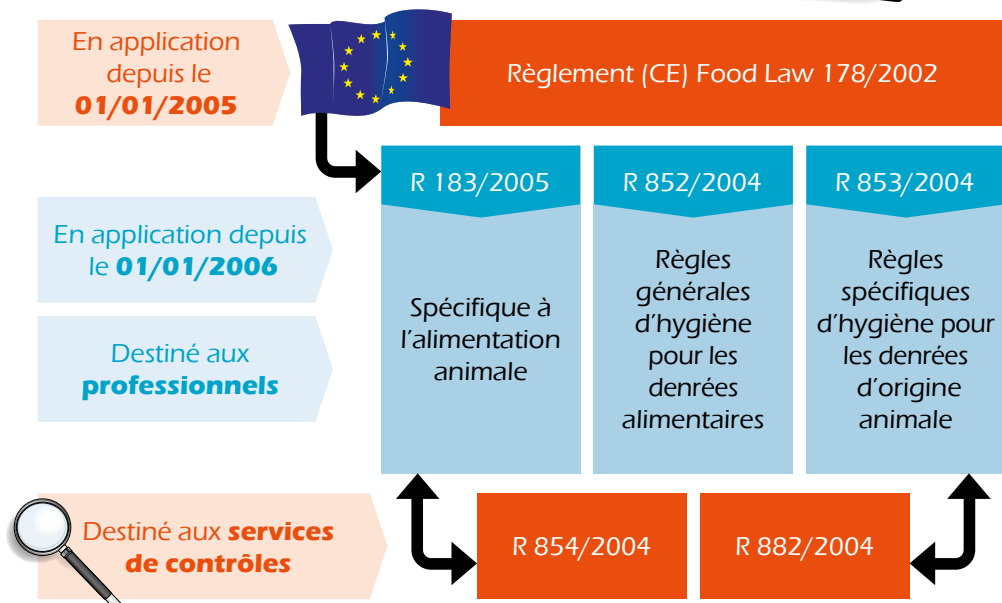 En application
depuis le
01/01/2005
Règlement (CE) Food Law 178/2002
R 183/2005
R 852/2004
R 853/2004
En application depuis
le 01/01/2006
Destiné aux
professionnels
Spécifique à
l'alimentation
animale
Règles
générales
d'hygiène
pour les
denrées
alimentaires
Règles
spécifiques
d'hygiène pour
les denrées
d'origine
animale
Destiné aux services
de contrôles
R 854/2004
R 882/2004